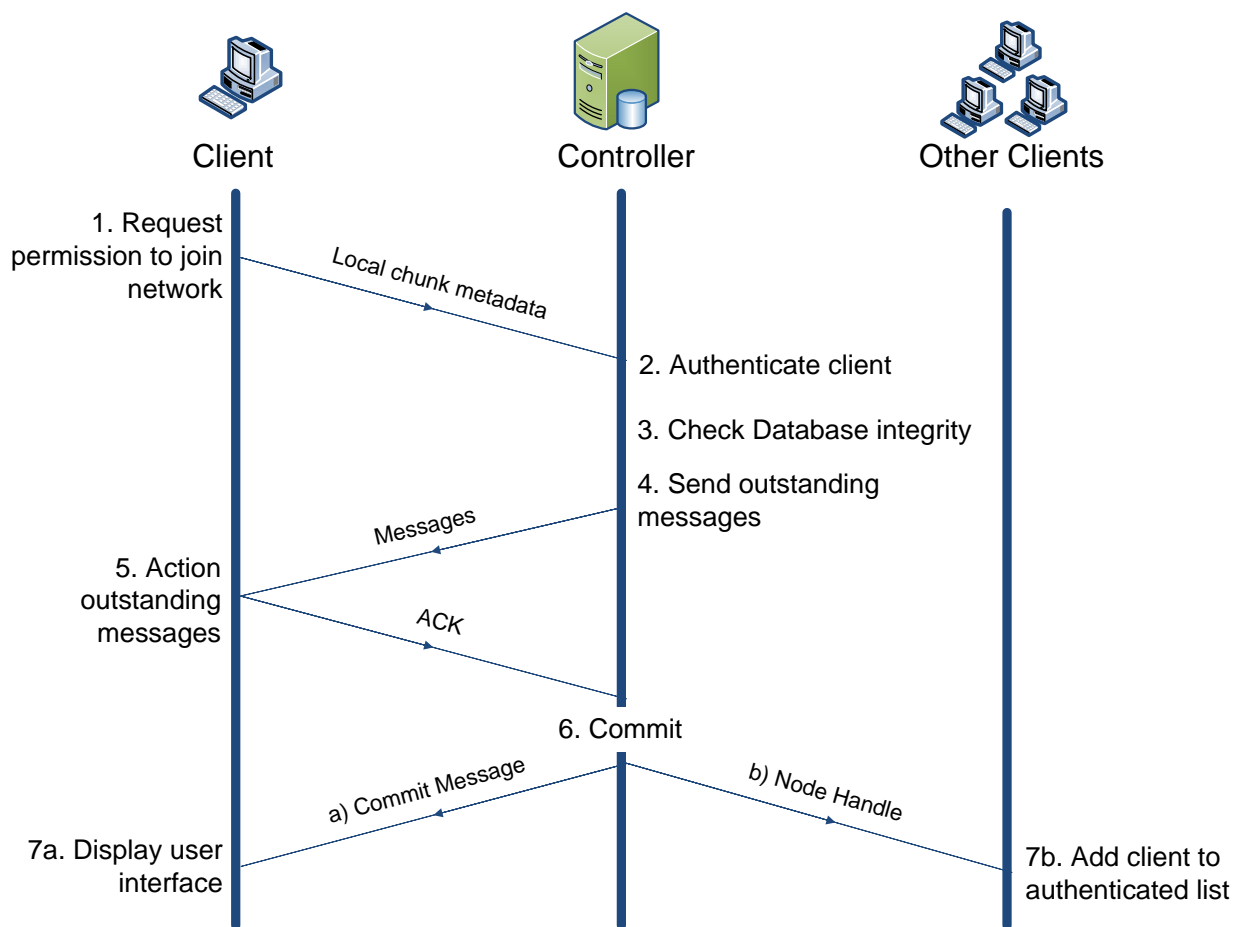 Client
Controller
Other Clients
1. Request
permission to join
network
Local chunk metadata
2. Authenticate client
3. Check Database integrity
4. Send outstanding
messages
Messages
5. Action
outstanding
messages
ACK
6. Commit
a) Commit Message
b) Node Handle
7a. Display user
interface
7b. Add client to
authenticated list